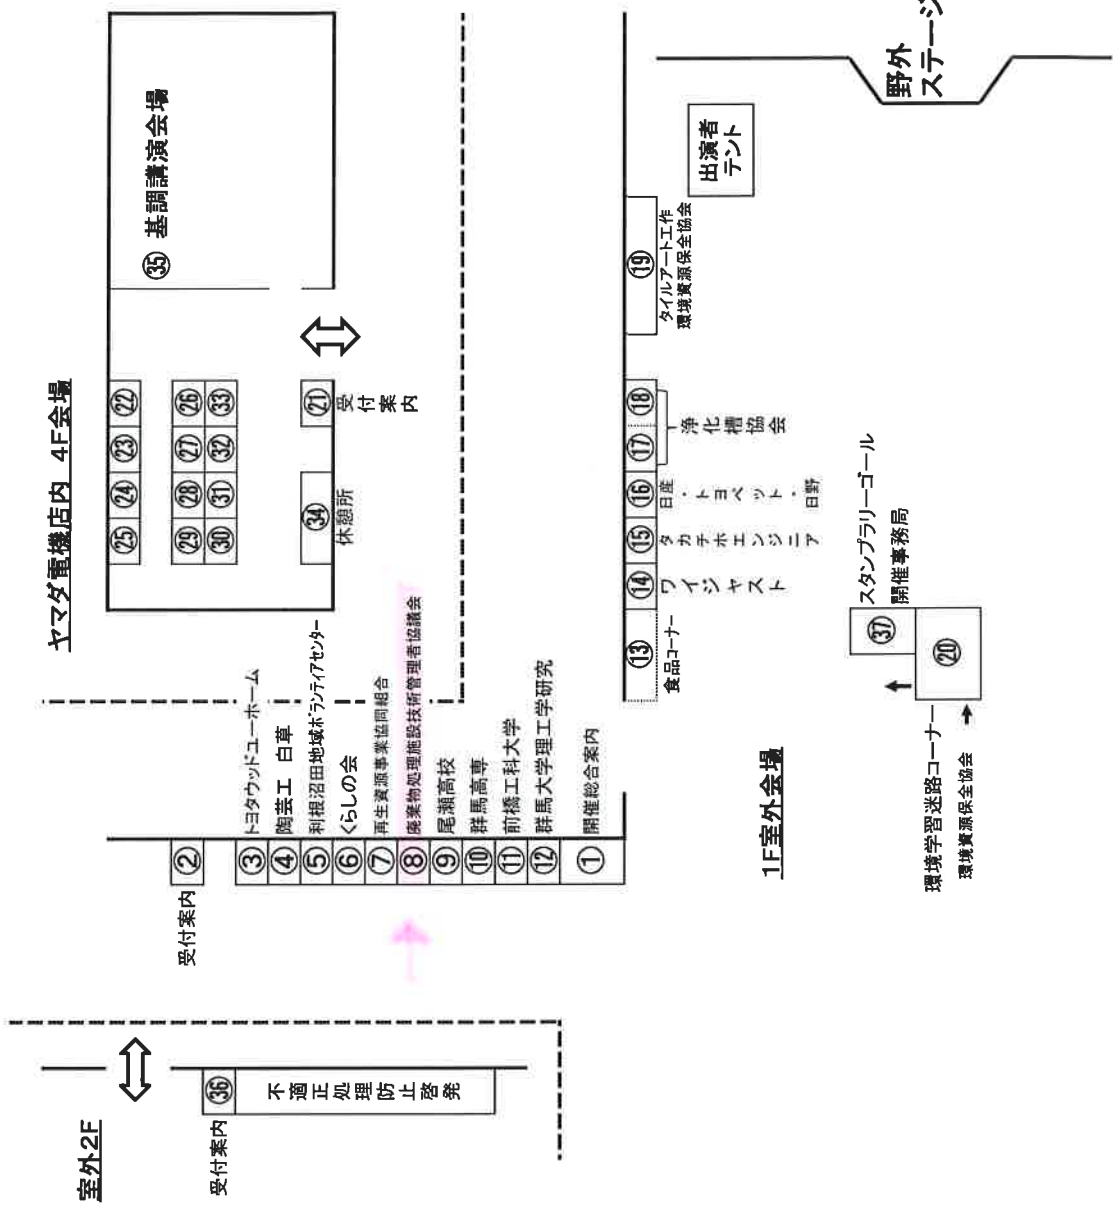 ヤマダ電機店内 4F会場
㉕
㉔
㉓
㉒
㉙
㉘
㉗
㉖
㉚
㉛
㉜
㉝
㉞
休憩所
㉑
受付案内
㉟ 基調講演会場
室外2F
受付案内
㊱
不適正処理防止啓発
受付案内
②
③
トヨタウッドユーホーム
④
陶芸工 白草
⑤
利根沼田地域ボランティアセンター
⑥
くらしの会
⑦
再生資源事業協同組合
⑧
廃棄物処理施設技術管理者協議会
⑨
尾瀬高校
⑩
群馬高専
⑪
前橋工科大学
⑫
群馬大学理工学研究
①
開催総合案内
⑬
食品コーナー
⑭
ワイジャスト
⑮
タカチホエンジニア
⑯
日産・トヨペット・日野
⑰
⑱
浄化槽協会
⑲
タイルアート工作
環境資源保全協会
出演者
テント
野外
ステージ
1F室外会場
㊲
スタンプラリーゴール
開催事務局
⑳
環境学習迷路コーナー
環境資源保全協会